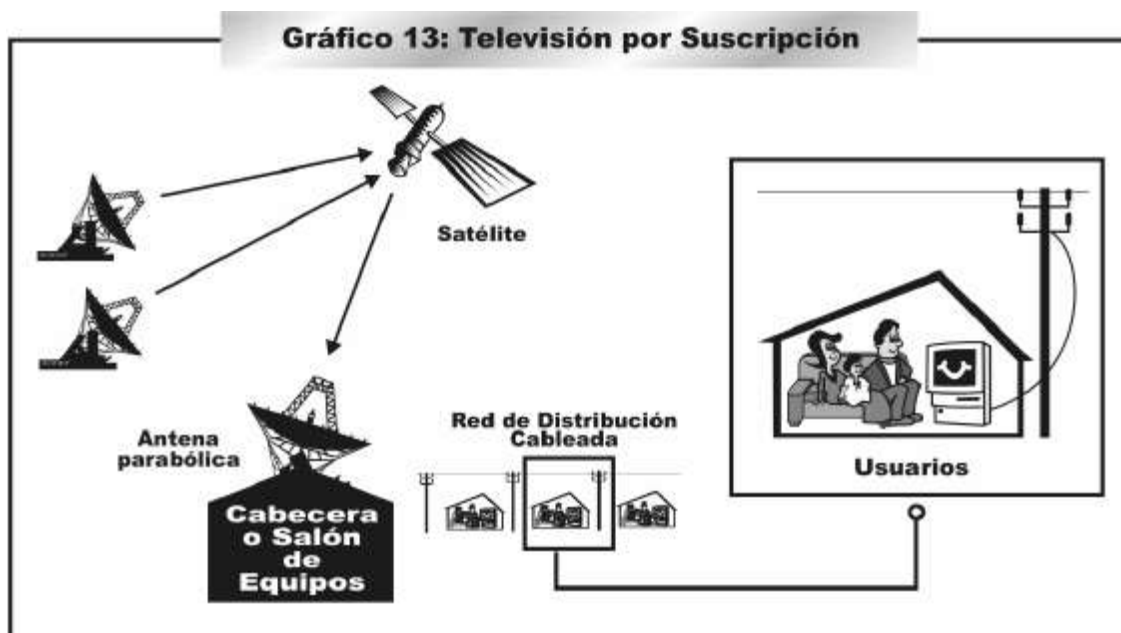 Gráfico 13: Televisión por Suscripción
Satélite
Antena
parabólica
Cabecera
o Salón
de
Equipos
Red de Distribución
Cableada
Usuarios